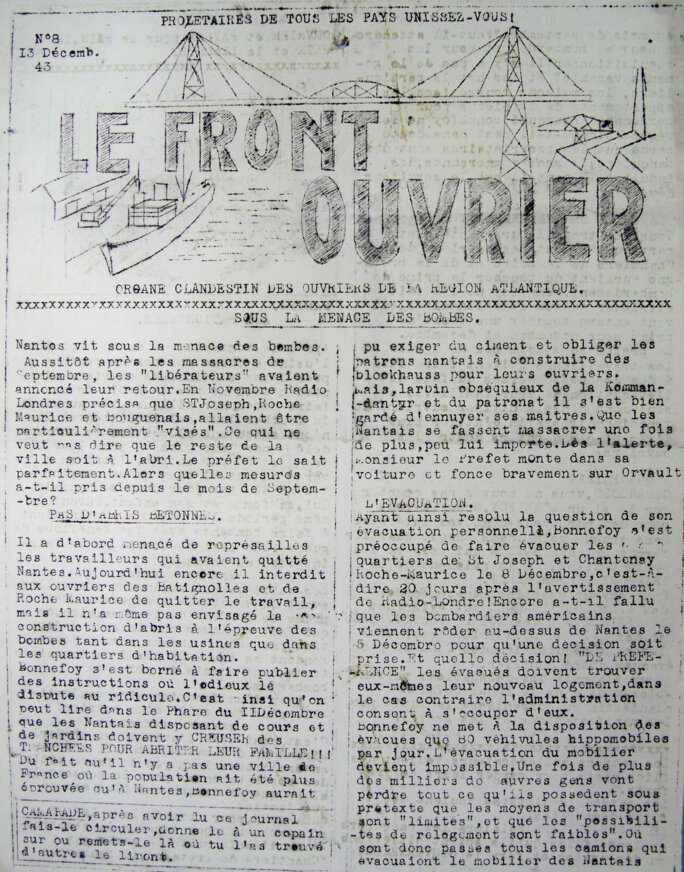 PROLETAIRES DE TOUS LES PAYS UNISSEZ-VOUS!
N°8
I3 Décemb.
43
LE FRONT
OUVRIER
ORGANE CLANDESTIN DES OUVRIERS DE LA REGION ATLANTIQUE.
SOUS LA MENACE DES BOMBES.
Nantes vit sous la menace des bombes.
Aussitôt après les massacres de
Septembre, les "libérateurs" avaient
annoncé leur retour.En Novembre Radio
Londres précisa que STJoseph,Roche
Maurice et Bouguenais,allaient être
particulièrement "visés".Ce qui ne
veut pas dire que le reste de la
ville soit à l'abri.Le préfet le sait
parfaitement.Alors quelles mesures
a-t-il pris depuis le mois de Septem-
-bre?
PAS D'ABRIS BETONNES.
Il a d'abord menacé de représailles
les travailleurs qui avaient quitté
Nantes.Aujourd'hui encore il interdit
aux ouvriers des Batignolles et de
Roche Maurice de quitter le travail,
mais il n'a même pas envisagé la
construction d'abris à l'épreuve des
bombes tant dans les usines que dans
les quartiers d'habitation.
Bonnefoy s'est borné à faire publier
des instructions où l'odieux le
dispute au ridicule.C'est ainsi qu'on
peut lire dans le Phare du IIDécembre
que les Nantais disposant de cours et
de jardins doivent y CREUSER des
TRANCHEES POUR ABRITER LEUR FAMILLE!!!
Du fait qu'il n'y a pas une ville de
France où la population ait été plus
éprouvée qu'à Nantes,Bonnefoy aurait
CAMARADE,après avoir lu ce journal
fais-le circuler,donne le à un copain
sur ou remets-le là où tu l'as trouvé
d'autres le liront.
pu exiger du ciment et obliger les
patrons nantais à construire des
blockhauss pour leurs ouvriers.
Mais,larbin obséquieux de la Komman-
dantyr et du patronat il s'est bien
gardé d'ennuyer ses maitres.Que les
Nantais se fassent massacrer une fois
de plus,peu lui importe.Dès l'alerte,
monsieur le Prefet monte dans sa
voiture et fonce bravement sur Orvault
L'EVACUATION.
Ayant ainsi resolu la question de son
évacuation personnellè,Bonnefoy s'est
préoccupé de faire évacuer les
quartiers de St Joseph et Chantenay
Roche-Maurice le 8 Décembre,c'est-à-
dire 20 jours après l'avertissement
de Radio-Londre!Encore a-t-il fallu
que les bombardiers américains
viennent rôder au-dessus de Nantes le
5 Décembro pour qu'une decision soit
prise.Et quello décision! "DE PREFE-
RENCE" les évacués doivent trouver
eux-mêmes leur nouveau logement,dans
le cas contraire l'administration
consent à s'occuper d'eux.
Bonnefoy ne met à la disposition des
évacues que 80 véhivules hippomobiles
par jour.L'évacuation du mobilier
devient impossible.Une fois de plus
des milliers de pauvres gens vont
perdre tout ce qu'ils possedent sous
pretexte que les moyens de transport
sont "limités",et que les "possibili-
-tes de relogement sont faibles".Où
sont donc passés tous les camions qui
evacuaient le mobilier des Nantais